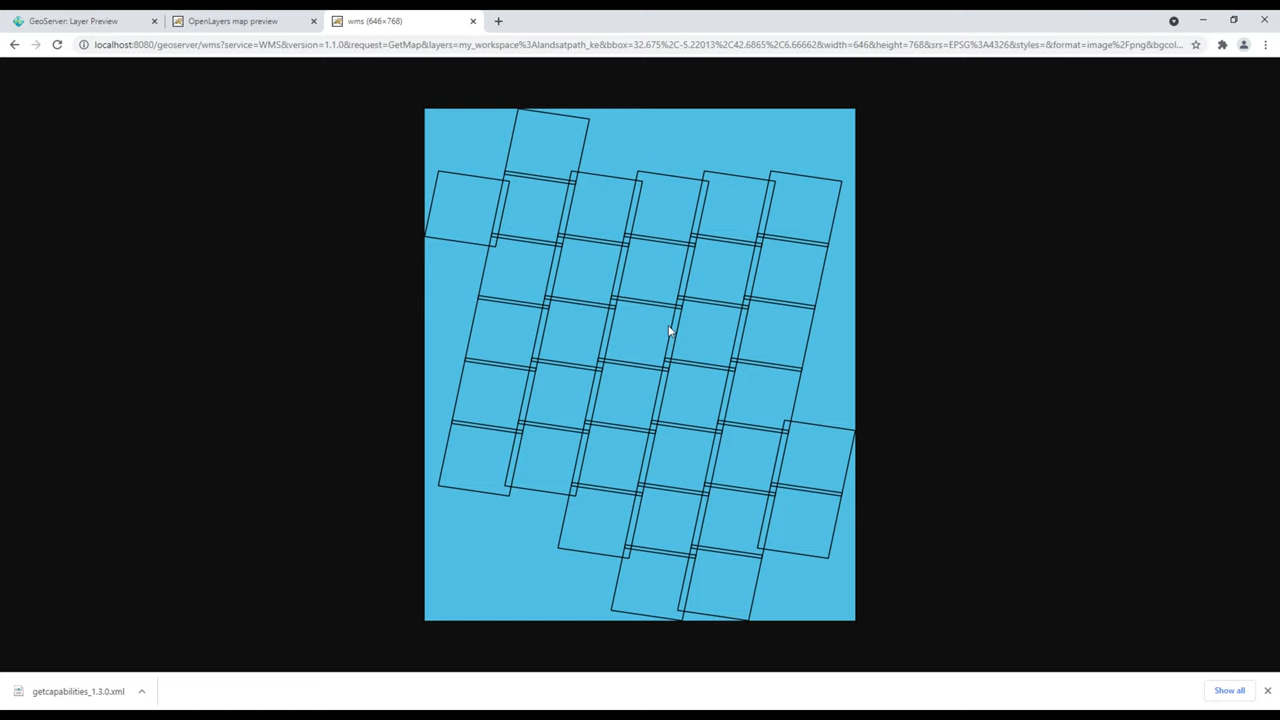 GeoServer: Layer Preview
OpenLayers map preview
wms (646×768)
localhost:8080/geoserver/wms?service=WMS&version=1.1.0&request=GetMap&layers=my_workspace%3Alandsatpath_ke&bbox=32.675%2C-5.22013%2C42.6865%2C6.66662&width=646&height=768&srs=EPSG%3A4326&styles=&format=image%2Fpng&bgcol...
getcapabilities_1.3.0.xml
Show all